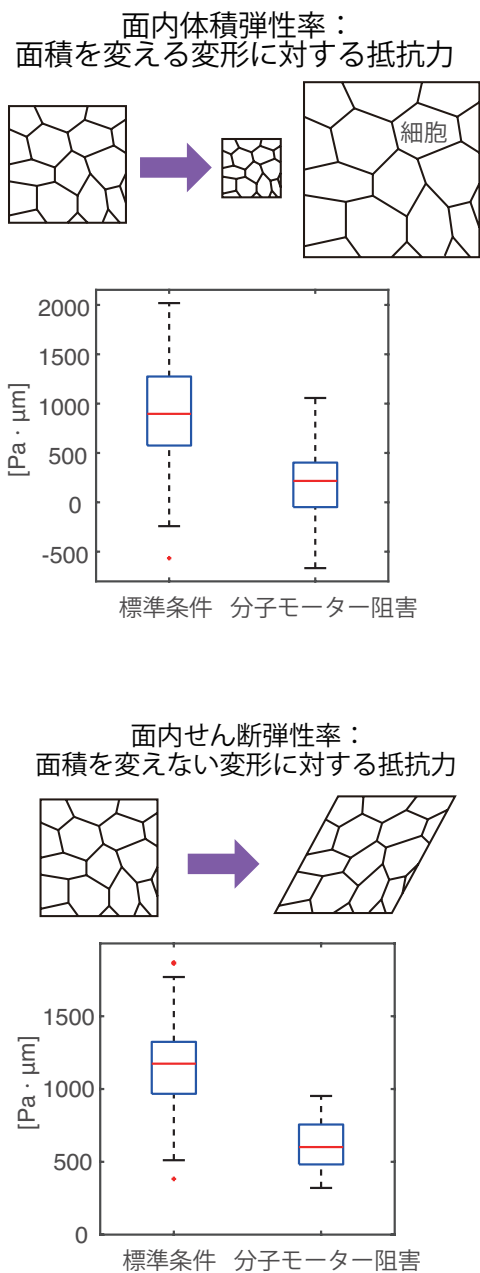 面内体積弾性率：
面積を変える変形に対する抵抗力
細胞
[Pa · μm]
2000
1500
1000
500
0
-500
標準条件 分子モーター阻害
面内せん断弾性率：
面積を変えない変形に対する抵抗力
[Pa · μm]
1500
1000
500
0
標準条件 分子モーター阻害